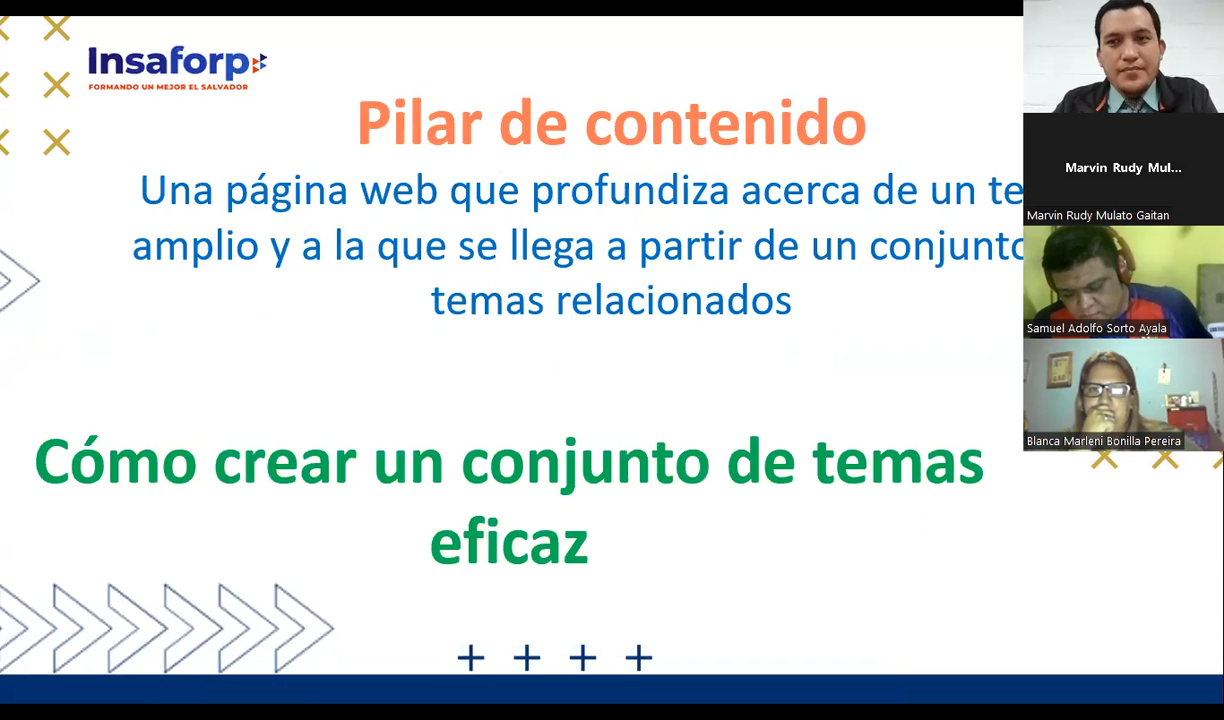 Insaforp
FORMANDO UN MEJOR EL SALVADOR
Pilar de contenido
Una página web que profundiza acerca de un te
amplio y a la que se llega a partir de un conjunto
temas relacionados
Cómo crear un conjunto de temas
eficaz
Marvin Rudy Mul...
Marvin Rudy Mulato Gaitan
Samuel Adolfo Sorto Ayala
Blanca Marleni Bonilla Pereira